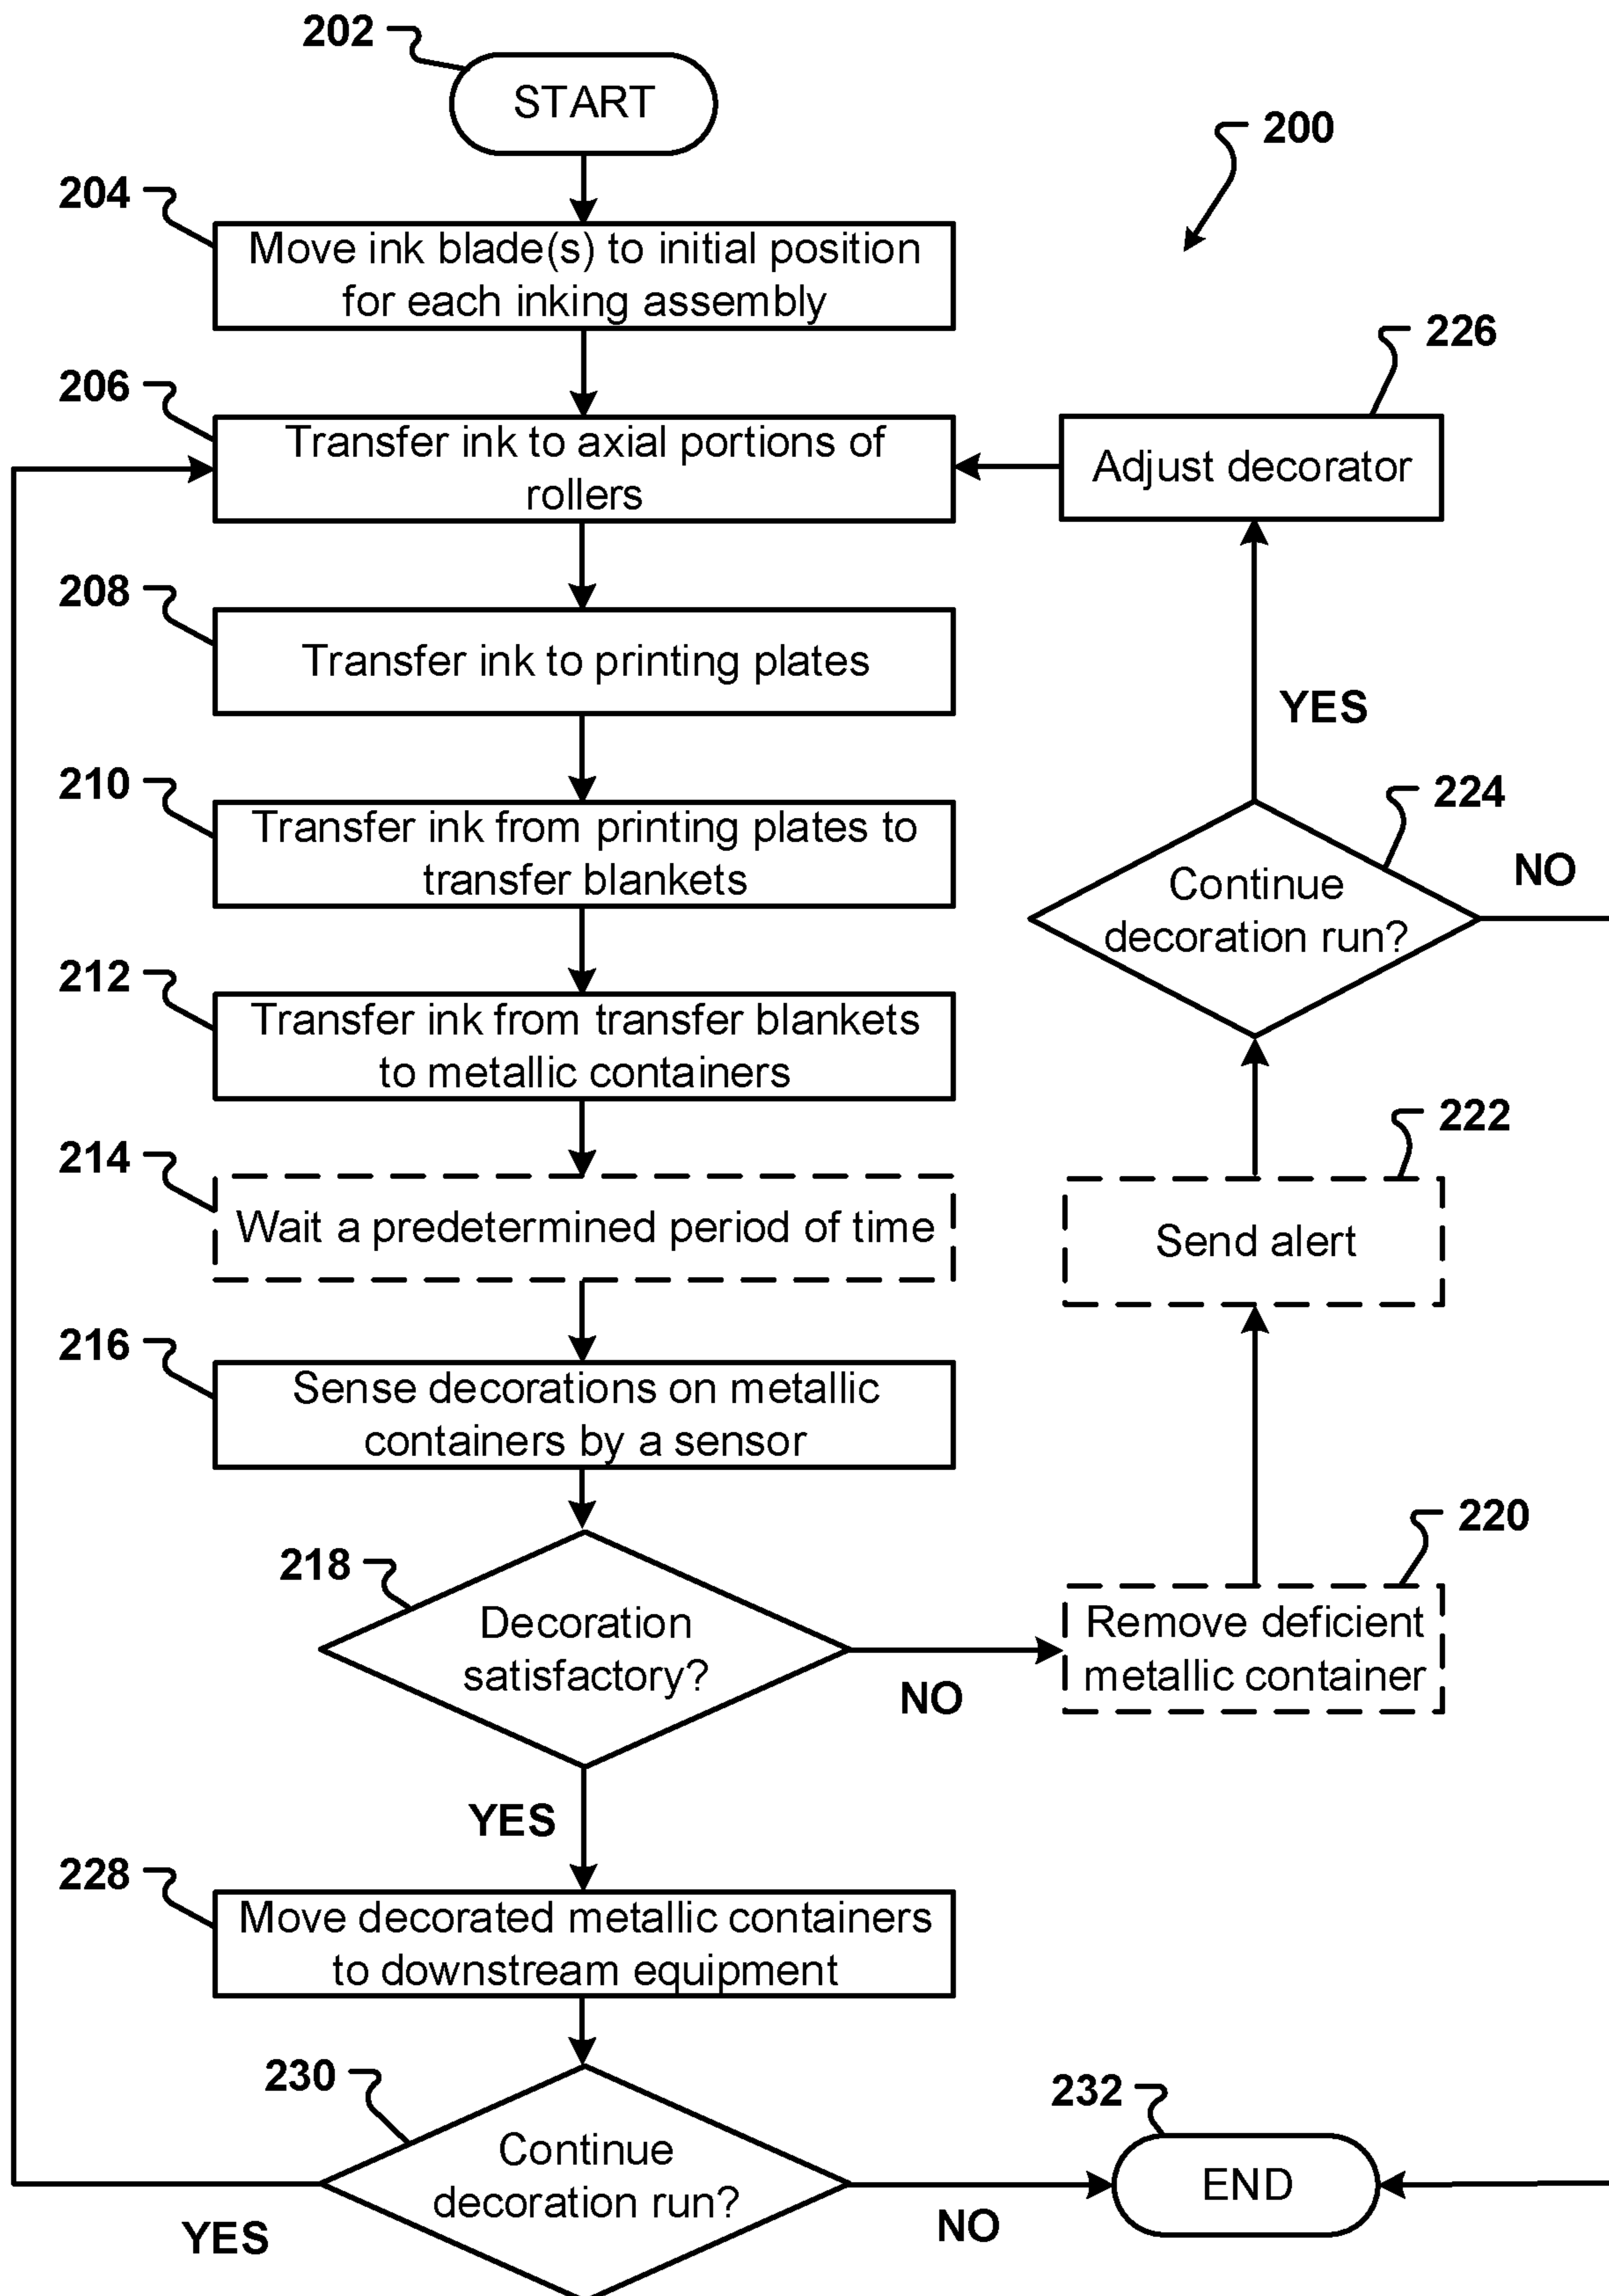 202
START
200
204
Move ink blade(s) to initial position
for each inking assembly
226
206
Transfer ink to axial portions of
rollers
Adjust decorator
208
Transfer ink to printing plates
YES
210
Transfer ink from printing plates to
transfer blankets
224
Continue
decoration run?
NO
212
Transfer ink from transfer blankets
to metallic containers
222
214
Wait a predetermined period of time
Send alert
216
Sense decorations on metallic
containers by a sensor
220
218
Decoration
satisfactory?
NO
Remove deficient
metallic container
YES
228
Move decorated metallic containers
to downstream equipment
230
Continue
decoration run?
YES
NO
232
END